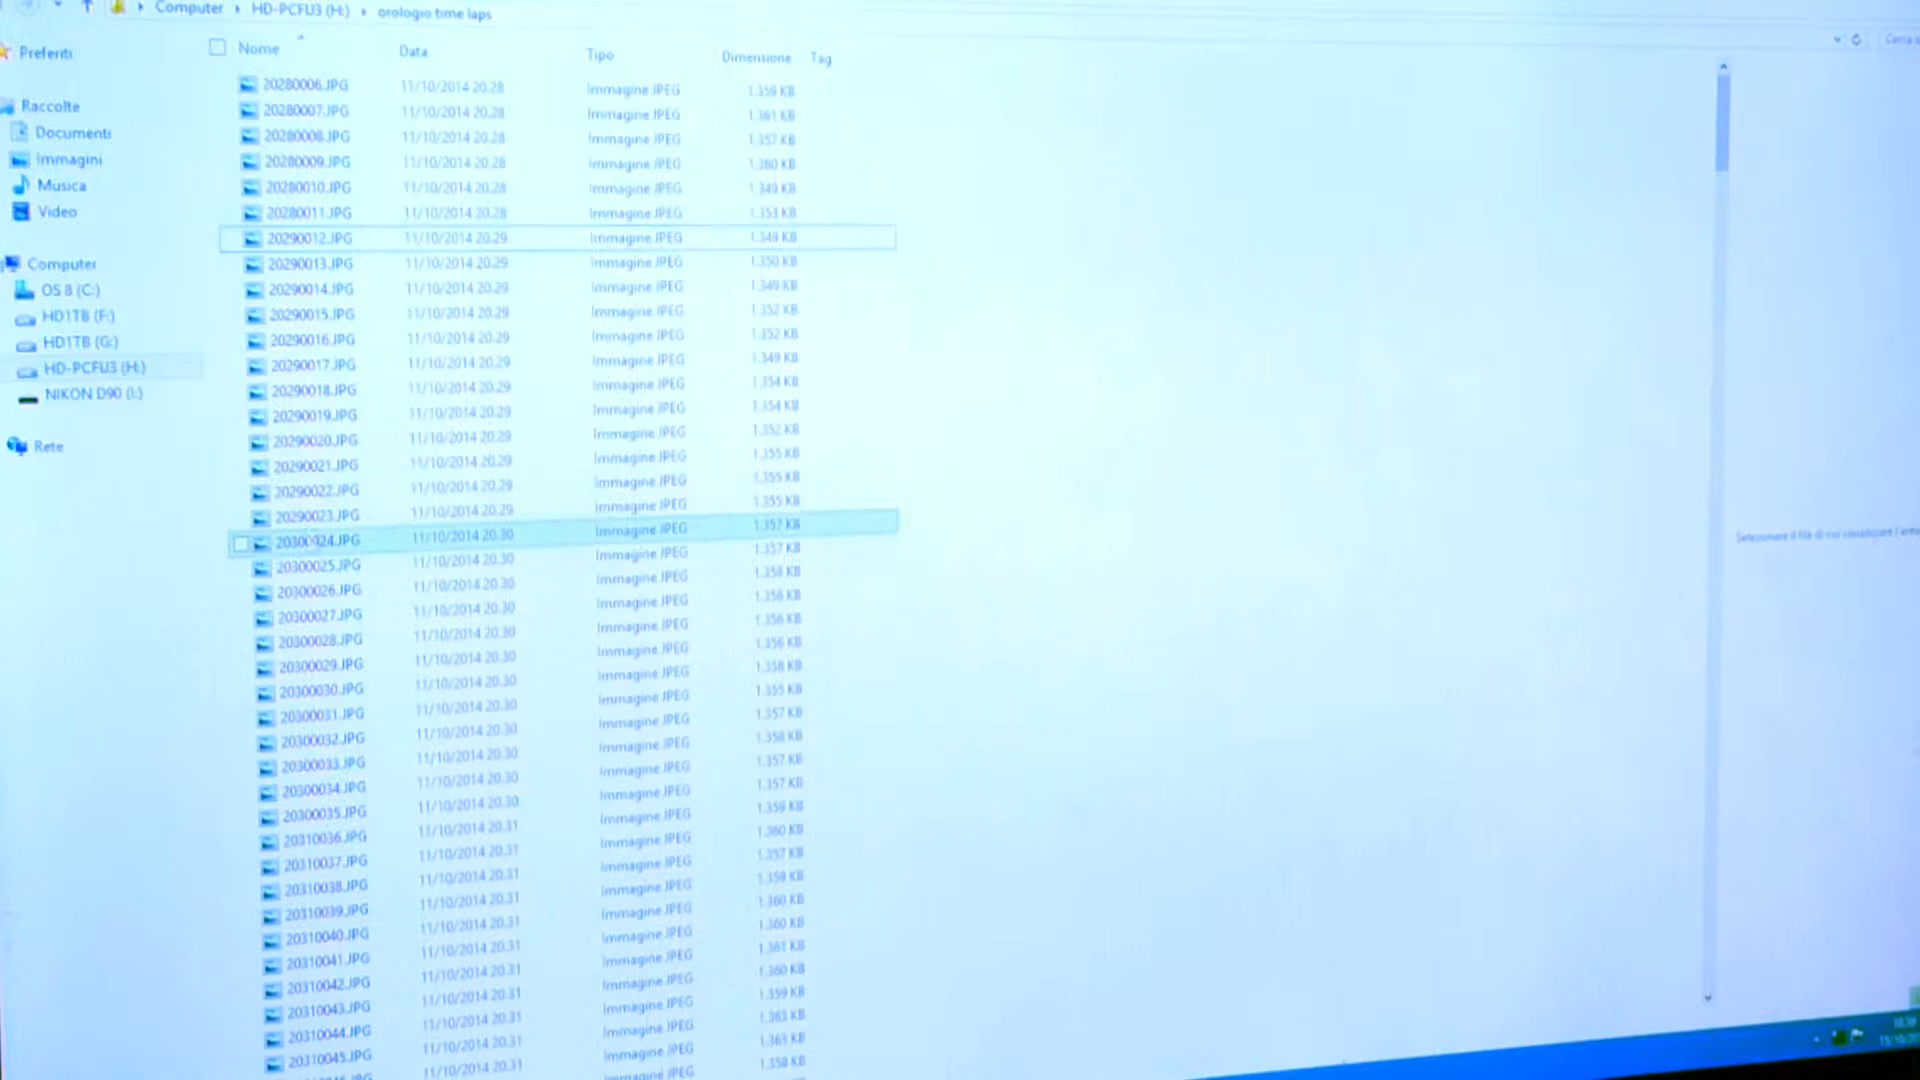 Computer HD-PCFU3 (H:) orologio time laps
Preferiti
Raccolte
Documenti
Immagini
Musica
Video
Computer
OS 8 (C:)
HD1TB (F:)
HD1TB (G:)
HD-PCFU3 (H:)
NIKON D90 (I:)
Rete
Nome Data Tipo Dimensione Tag
20280006.JPG 11/10/2014 20.28 Immagine JPEG 1.359 KB
20280007.JPG 11/10/2014 20.28 Immagine JPEG 1.361 KB
20280008.JPG 11/10/2014 20.28 Immagine JPEG 1.357 KB
20280009.JPG 11/10/2014 20.28 Immagine JPEG 1.360 KB
20280010.JPG 11/10/2014 20.28 Immagine JPEG 1.349 KB
20280011.JPG 11/10/2014 20.28 Immagine JPEG 1.353 KB
20290012.JPG 11/10/2014 20.29 Immagine JPEG 1.349 KB
20290013.JPG 11/10/2014 20.29 Immagine JPEG 1.350 KB
20290014.JPG 11/10/2014 20.29 Immagine JPEG 1.349 KB
20290015.JPG 11/10/2014 20.29 Immagine JPEG 1.352 KB
20290016.JPG 11/10/2014 20.29 Immagine JPEG 1.352 KB
20290017.JPG 11/10/2014 20.29 Immagine JPEG 1.349 KB
20290018.JPG 11/10/2014 20.29 Immagine JPEG 1.354 KB
20290019.JPG 11/10/2014 20.29 Immagine JPEG 1.354 KB
20290020.JPG 11/10/2014 20.29 Immagine JPEG 1.352 KB
20290021.JPG 11/10/2014 20.29 Immagine JPEG 1.355 KB
20290022.JPG 11/10/2014 20.29 Immagine JPEG 1.355 KB
20290023.JPG 11/10/2014 20.29 Immagine JPEG 1.355 KB
20300024.JPG 11/10/2014 20.30 Immagine JPEG 1.357 KB
20300025.JPG 11/10/2014 20.30 Immagine JPEG 1.357 KB
20300026.JPG 11/10/2014 20.30 Immagine JPEG 1.358 KB
20300027.JPG 11/10/2014 20.30 Immagine JPEG 1.356 KB
20300028.JPG 11/10/2014 20.30 Immagine JPEG 1.356 KB
20300029.JPG 11/10/2014 20.30 Immagine JPEG 1.356 KB
20300030.JPG 11/10/2014 20.30 Immagine JPEG 1.358 KB
20300031.JPG 11/10/2014 20.30 Immagine JPEG 1.355 KB
20300032.JPG 11/10/2014 20.30 Immagine JPEG 1.357 KB
20300033.JPG 11/10/2014 20.30 Immagine JPEG 1.358 KB
20300034.JPG 11/10/2014 20.30 Immagine JPEG 1.357 KB
20300035.JPG 11/10/2014 20.30 Immagine JPEG 1.357 KB
20310036.JPG 11/10/2014 20.31 Immagine JPEG 1.359 KB
20310037.JPG 11/10/2014 20.31 Immagine JPEG 1.360 KB
20310038.JPG 11/10/2014 20.31 Immagine JPEG 1.357 KB
20310039.JPG 11/10/2014 20.31 Immagine JPEG 1.359 KB
20310040.JPG 11/10/2014 20.31 Immagine JPEG 1.360 KB
20310041.JPG 11/10/2014 20.31 Immagine JPEG 1.360 KB
20310042.JPG 11/10/2014 20.31 Immagine JPEG 1.361 KB
20310043.JPG 11/10/2014 20.31 Immagine JPEG 1.360 KB
20310044.JPG 11/10/2014 20.31 Immagine JPEG 1.359 KB
20310045.JPG 11/10/2014 20.31 Immagine JPEG 1.363 KB
Selezionare il file di cui visualizzare